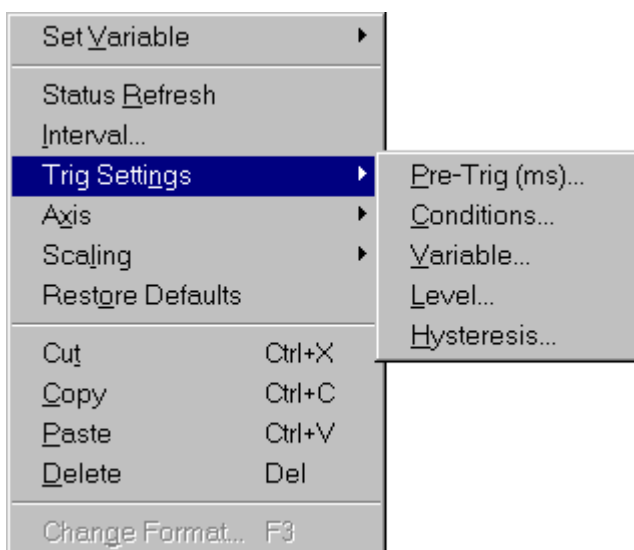 Set Variable
Status Refresh
Interval...
Trig Settings
Axis
Scaling
Restore Defaults
Cut Ctrl+X
Copy Ctrl+C
Paste Ctrl+V
Delete Del
Change Format... F3
Pre-Trig (ms)...
Conditions...
Variable...
Level...
Hysteresis...